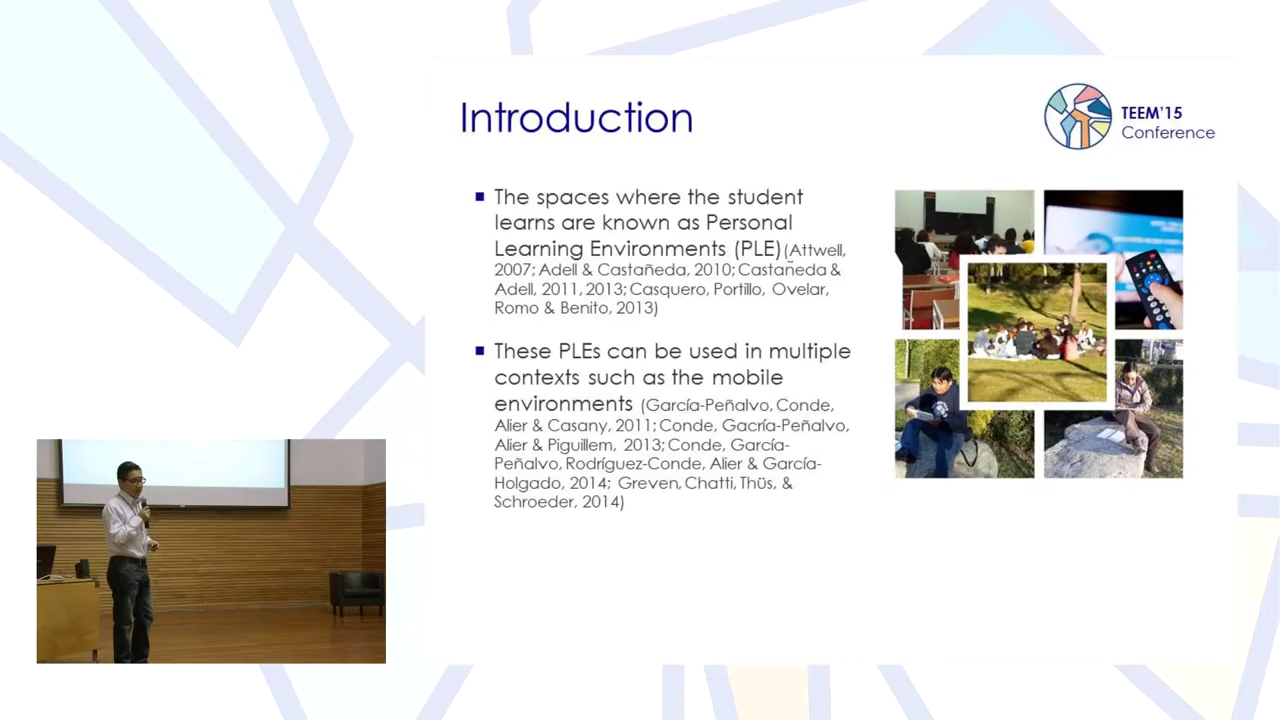 Introduction
TEEM'15
Conference
The spaces where the student
learns are known as Personal
Learning Environments (PLE)(Attwell,
2007; Adell & Castañeda, 2010; Castañeda &
Adell, 2011, 2013; Casquero, Portillo, Ovelar,
Romo & Benito, 2013)
These PLEs can be used in multiple
contexts such as the mobile
environments (García-Peñalvo, Conde,
Alier & Casany, 2011; Conde, Gacría-Peñalvo,
Alier & Piguillem, 2013; Conde, García-
Peñalvo, Rodríguez-Conde, Alier & García-
Holgado, 2014; Greven, Chatti, Thüs, &
Schroeder, 2014)